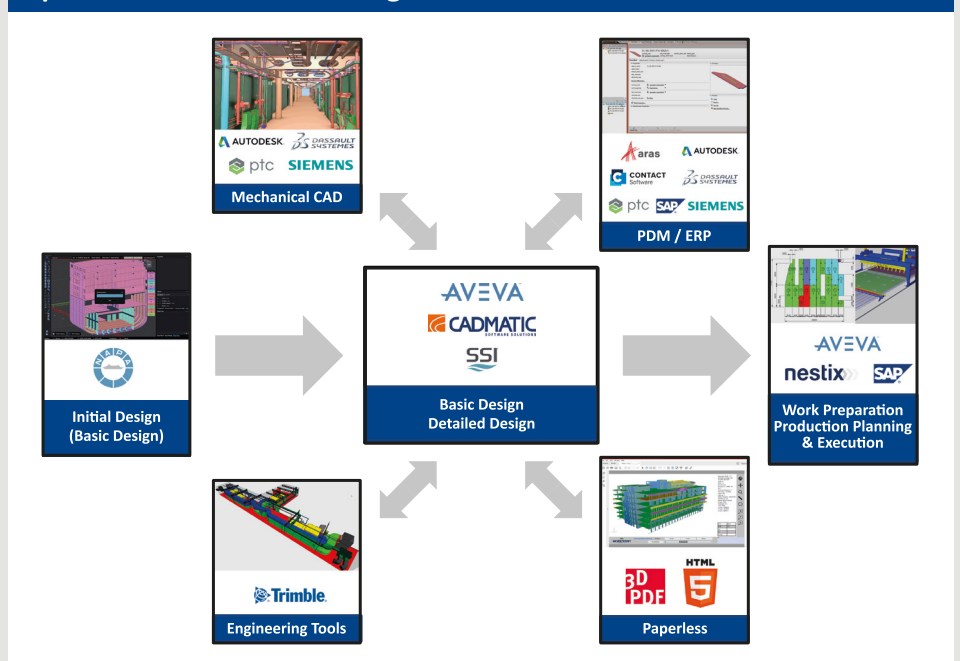 AUTODESK
DASSAULT
SYSTEMES
ptc
SIEMENS
Mechanical CAD
aras
AUTODESK
CONTACT
Software
DASSAULT
SYSTEMES
ptc
SAP
SIEMENS
PDM / ERP
NAPA
Initial Design
(Basic Design)
AVEVA
CADMATIC
SOFTWARE SOLUTIONS
SSI
Basic Design
Detailed Design
AVEVA
nestix
SAP
Work Preparation
Production Planning
& Execution
Trimble
Engineering Tools
3D
PDF
HTML
5
Paperless